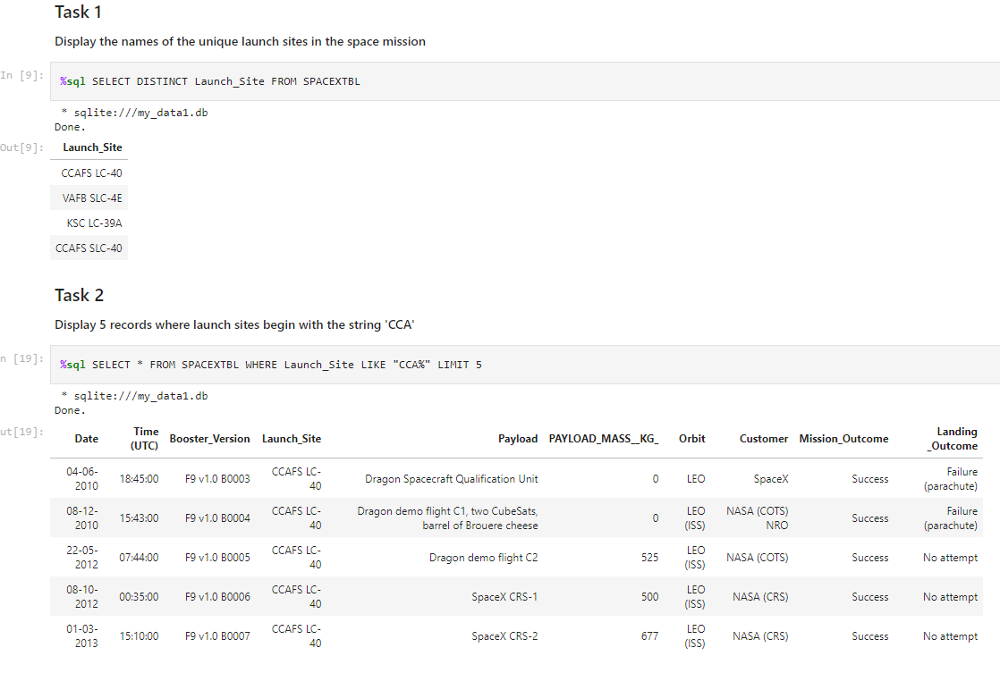 Task 1
Display the names of the unique launch sites in the space mission
In [9]:
%sql SELECT DISTINCT Launch_Site FROM SPACEXTBL
* sqlite:///my_data1.db
Done.
Out[9]:
Launch_Site
CCAFS LC-40
VAFB SLC-4E
KSC LC-39A
CCAFS SLC-40
Task 2
Display 5 records where launch sites begin with the string 'CCA'
n [19]:
%sql SELECT * FROM SPACEXTBL WHERE Launch_Site LIKE "CCA%" LIMIT 5
* sqlite:///my_data1.db
Done.
ut[19]:
Date Time (UTC) Booster_Version Launch_Site Payload PAYLOAD_MASS__KG_ Orbit Customer Mission_Outcome Landing _Outcome
04-06-2010 18:45:00 F9 v1.0 B0003 CCAFS LC-40 Dragon Spacecraft Qualification Unit 0 LEO SpaceX Success Failure (parachute)
08-12-2010 15:43:00 F9 v1.0 B0004 CCAFS LC-40 Dragon demo flight C1, two CubeSats, barrel of Brouere cheese 0 LEO (ISS) NASA (COTS) NRO Success Failure (parachute)
22-05-2012 07:44:00 F9 v1.0 B0005 CCAFS LC-40 Dragon demo flight C2 525 LEO (ISS) NASA (COTS) Success No attempt
08-10-2012 00:35:00 F9 v1.0 B0006 CCAFS LC-40 SpaceX CRS-1 500 LEO (ISS) NASA (CRS) Success No attempt
01-03-2013 15:10:00 F9 v1.0 B0007 CCAFS LC-40 SpaceX CRS-2 677 LEO (ISS) NASA (CRS) Success No attempt